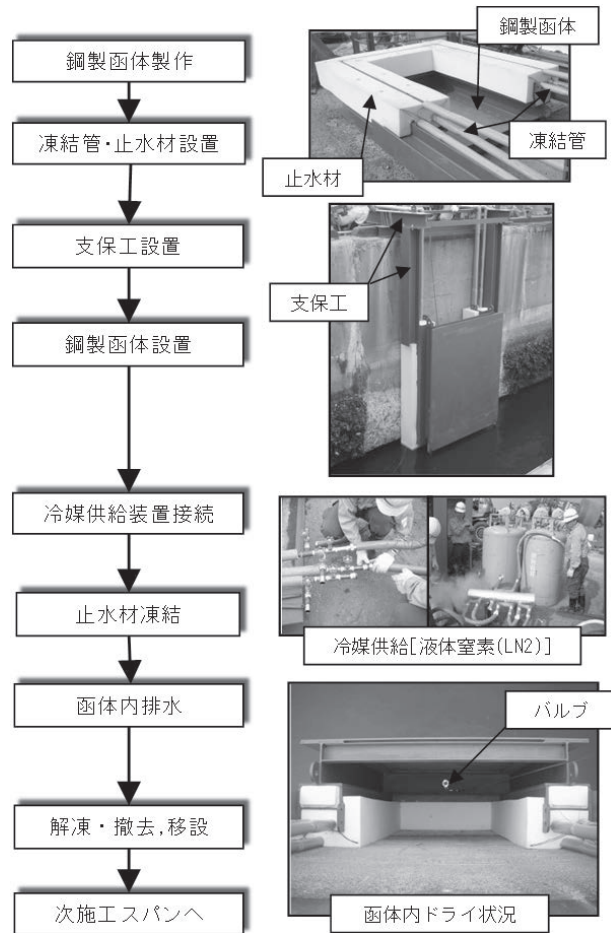 鋼製函体製作
凍結管・止水材設置
支保工設置
鋼製函体設置
冷媒供給装置接続
止水材凍結
函体内排水
解凍・撤去,移設
次施工スパンへ
鋼製函体
凍結管
止水材
支保工
冷媒供給[液体窒素(LN2)]
バルブ
函体内ドライ状況